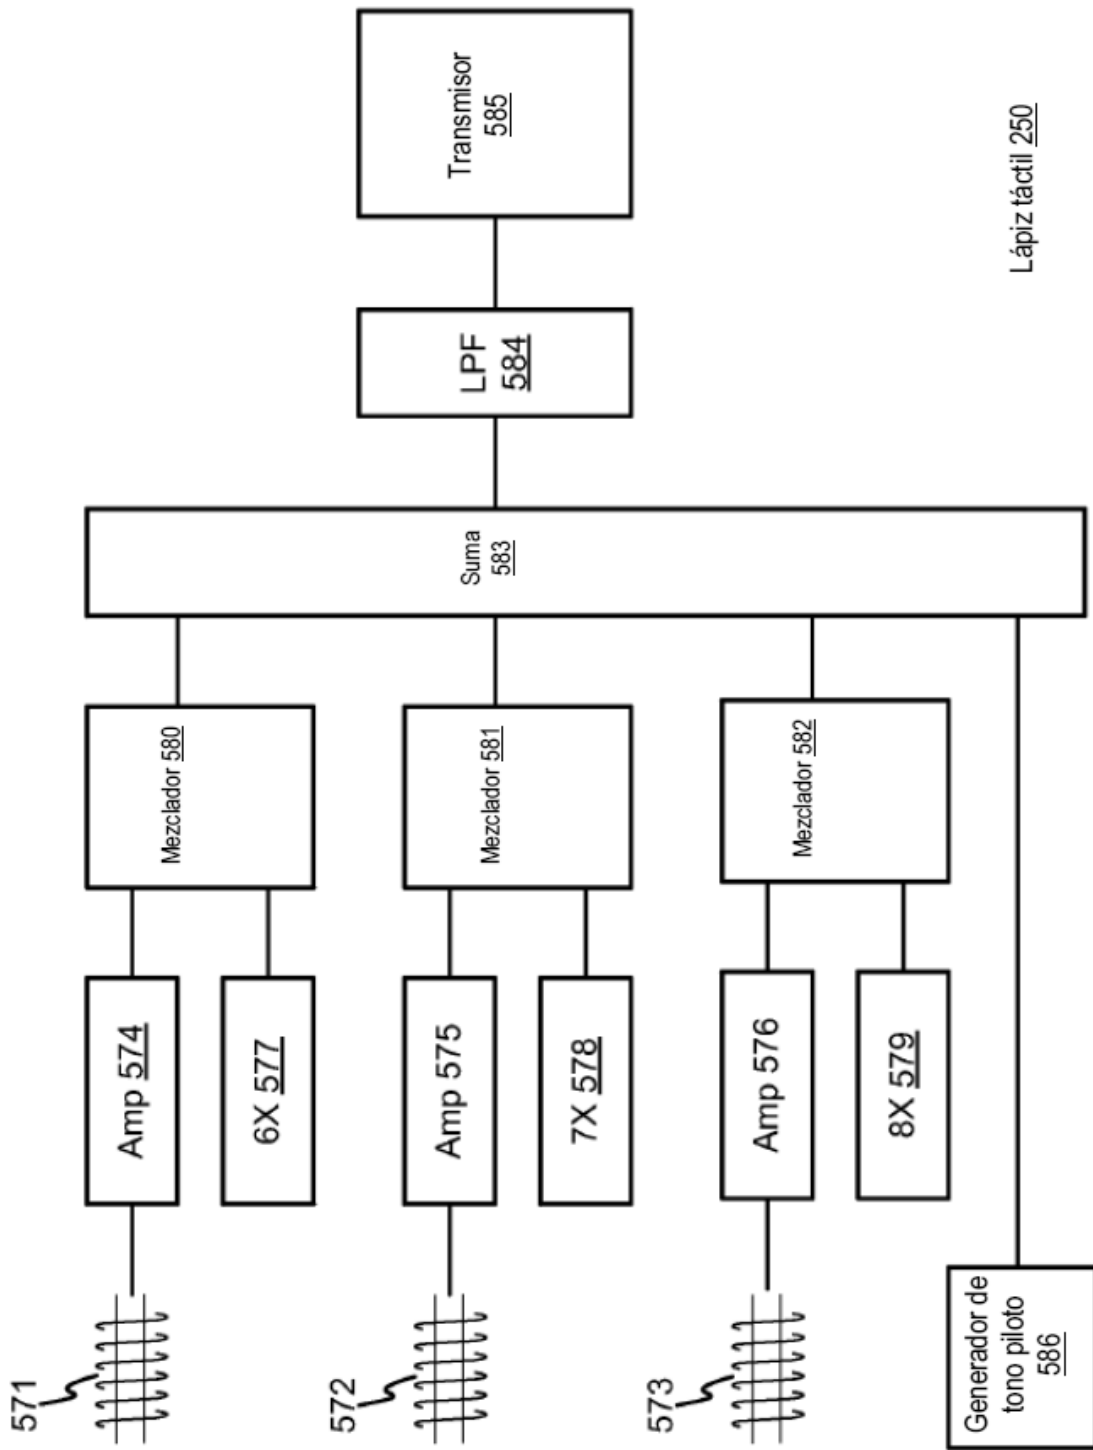 571
Amp 574
6X 577
Mezclador 580
572
Amp 575
7X 578
Mezclador 581
573
Amp 576
8X 579
Mezclador 582
Generador de
tono piloto
586
Suma
583
LPF
584
Transmisor
585
Lápiz táctil 250